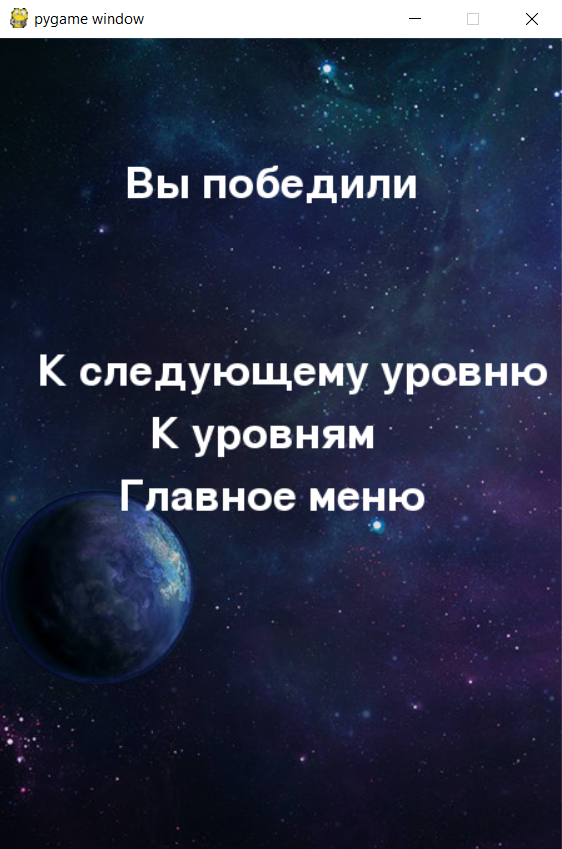 pygame window
Вы победили
К следующему уровню
К уровням
Главное меню